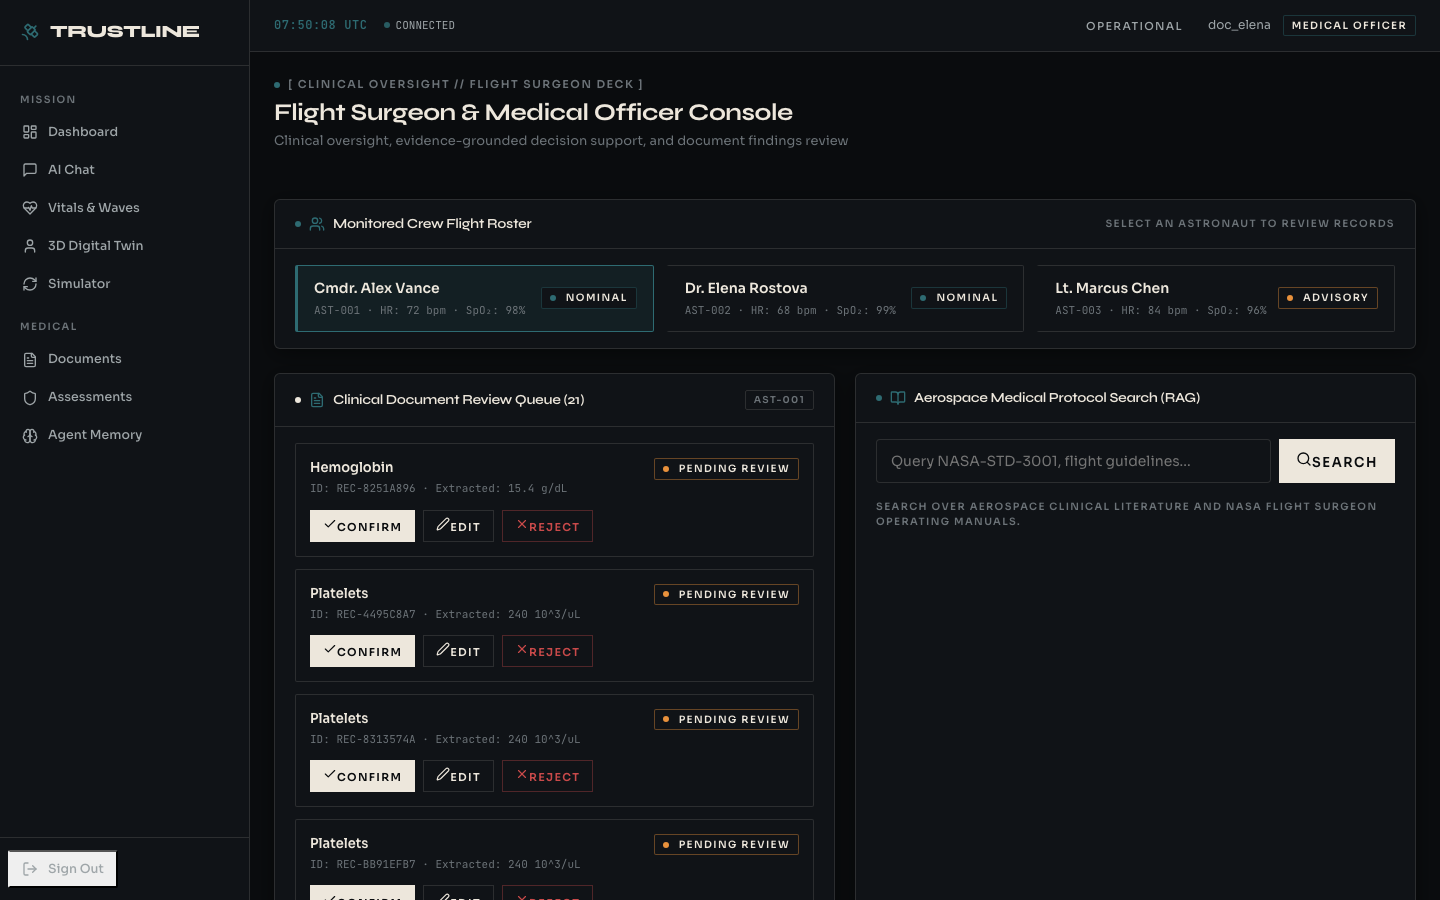 TRUSTLINE
07:50:08 UTC
CONNECTED
OPERATIONAL
doc_elena
MEDICAL OFFICER
MISSION
Dashboard
AI Chat
Vitals & Waves
3D Digital Twin
Simulator
MEDICAL
Documents
Assessments
Agent Memory
Sign Out
[ CLINICAL OVERSIGHT // FLIGHT SURGEON DECK ]
Flight Surgeon & Medical Officer Console
Clinical oversight, evidence-grounded decision support, and document findings review
Monitored Crew Flight Roster
SELECT AN ASTRONAUT TO REVIEW RECORDS
Cmdr. Alex Vance
AST-001 · HR: 72 bpm · SpO₂: 98%
NOMINAL
Dr. Elena Rostova
AST-002 · HR: 68 bpm · SpO₂: 99%
NOMINAL
Lt. Marcus Chen
AST-003 · HR: 84 bpm · SpO₂: 96%
ADVISORY
Clinical Document Review Queue (21)
AST-001
Hemoglobin
ID: REC-8251A896 · Extracted: 15.4 g/dL
PENDING REVIEW
CONFIRM
EDIT
REJECT
Platelets
ID: REC-4495C8A7 · Extracted: 240 10^3/uL
PENDING REVIEW
CONFIRM
EDIT
REJECT
Platelets
ID: REC-8313574A · Extracted: 240 10^3/uL
PENDING REVIEW
CONFIRM
EDIT
REJECT
Platelets
ID: REC-BB91EFB7 · Extracted: 240 10^3/uL
PENDING REVIEW
CONFIRM
EDIT
REJECT
Aerospace Medical Protocol Search (RAG)
Query NASA-STD-3001, flight guidelines...
SEARCH
SEARCH OVER AEROSPACE CLINICAL LITERATURE AND NASA FLIGHT SURGEON
OPERATING MANUALS.